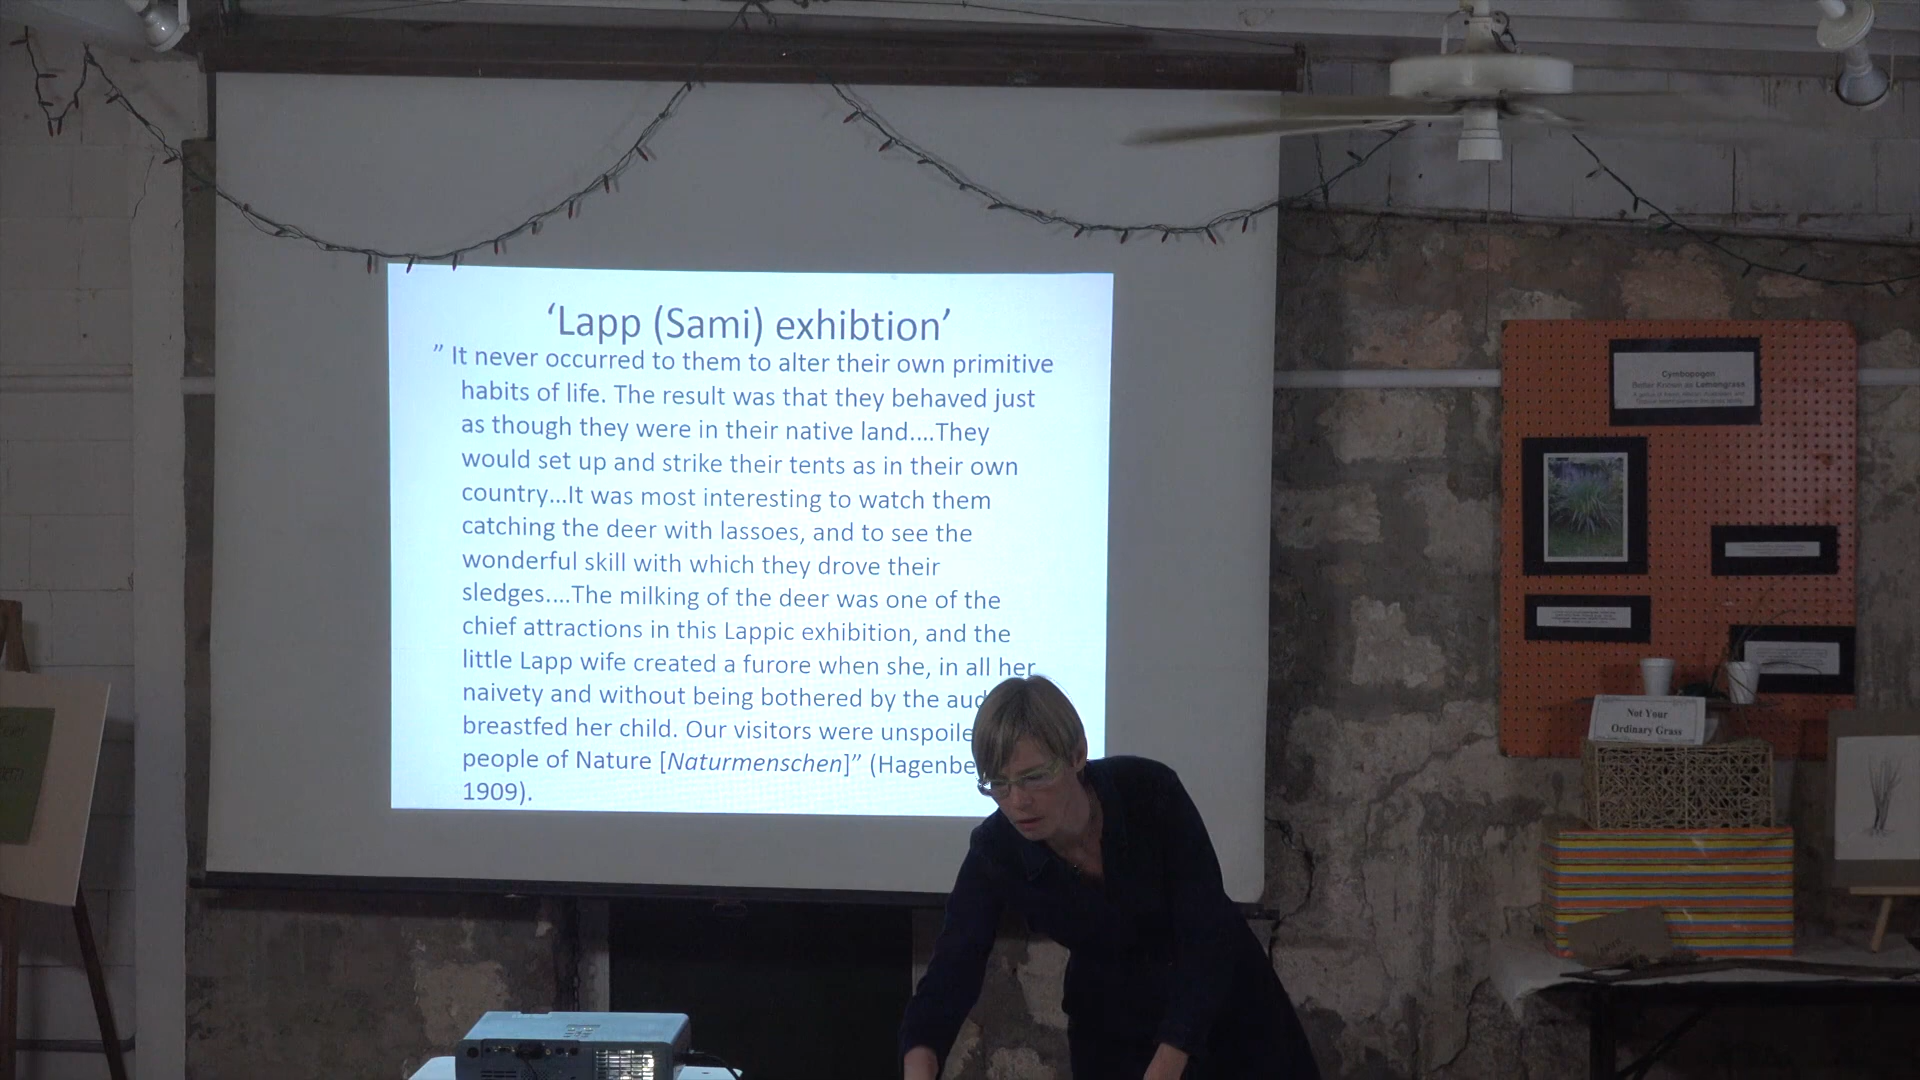 ‘Lapp (Sami) exhibtion’
” It never occurred to them to alter their own primitive
habits of life. The result was that they behaved just
as though they were in their native land....They
would set up and strike their tents as in their own
country...It was most interesting to watch them
catching the deer with lassoes, and to see the
wonderful skill with which they drove their
sledges....The milking of the deer was one of the
chief attractions in this Lappic exhibition, and the
little Lapp wife created a furore when she, in all her
naivety and without being bothered by the
breastfed her child. Our visitors were
people of Nature [Naturmenschen]”
1909).
Cymbopogon
Better Known as Lemongrass
Not Your
Ordinary Grass